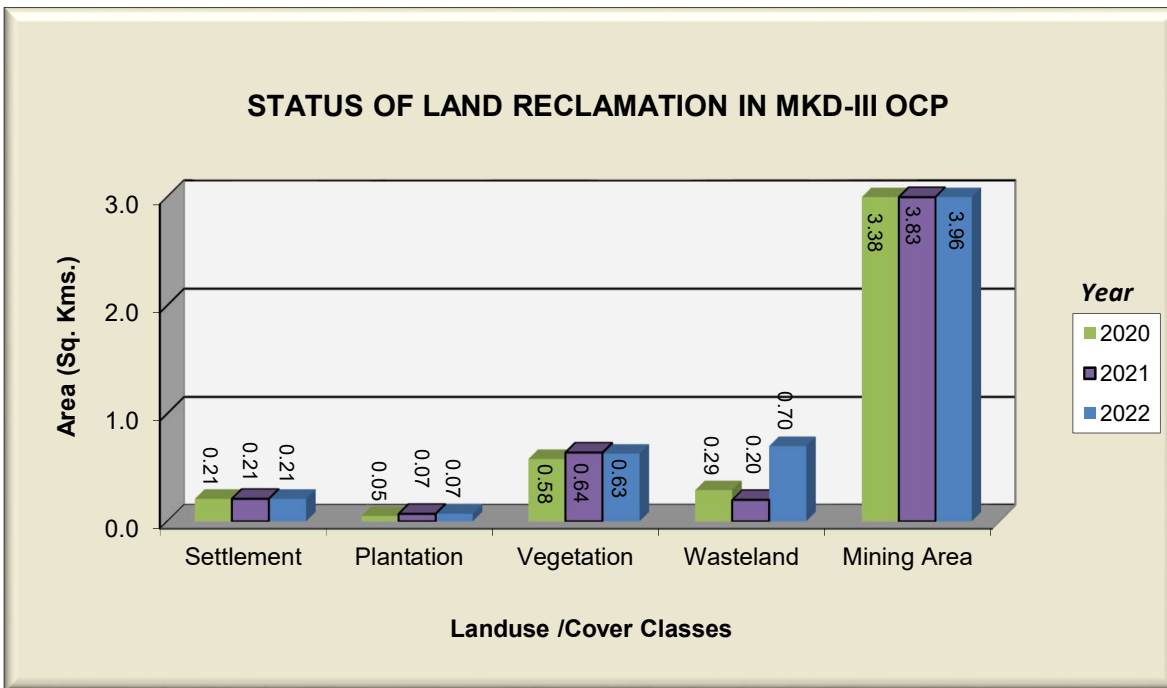 STATUS OF LAND RECLAMATION IN MKD-III OCP
Area (Sq. Kms.)
3.0
2.0
1.0
0.0
0.21
0.21
0.21
0.05
0.07
0.07
0.58
0.64
0.63
0.29
0.20
0.70
3.38
3.83
3.96
Settlement
Plantation
Vegetation
Wasteland
Mining Area
Landuse /Cover Classes
Year
2020
2021
2022